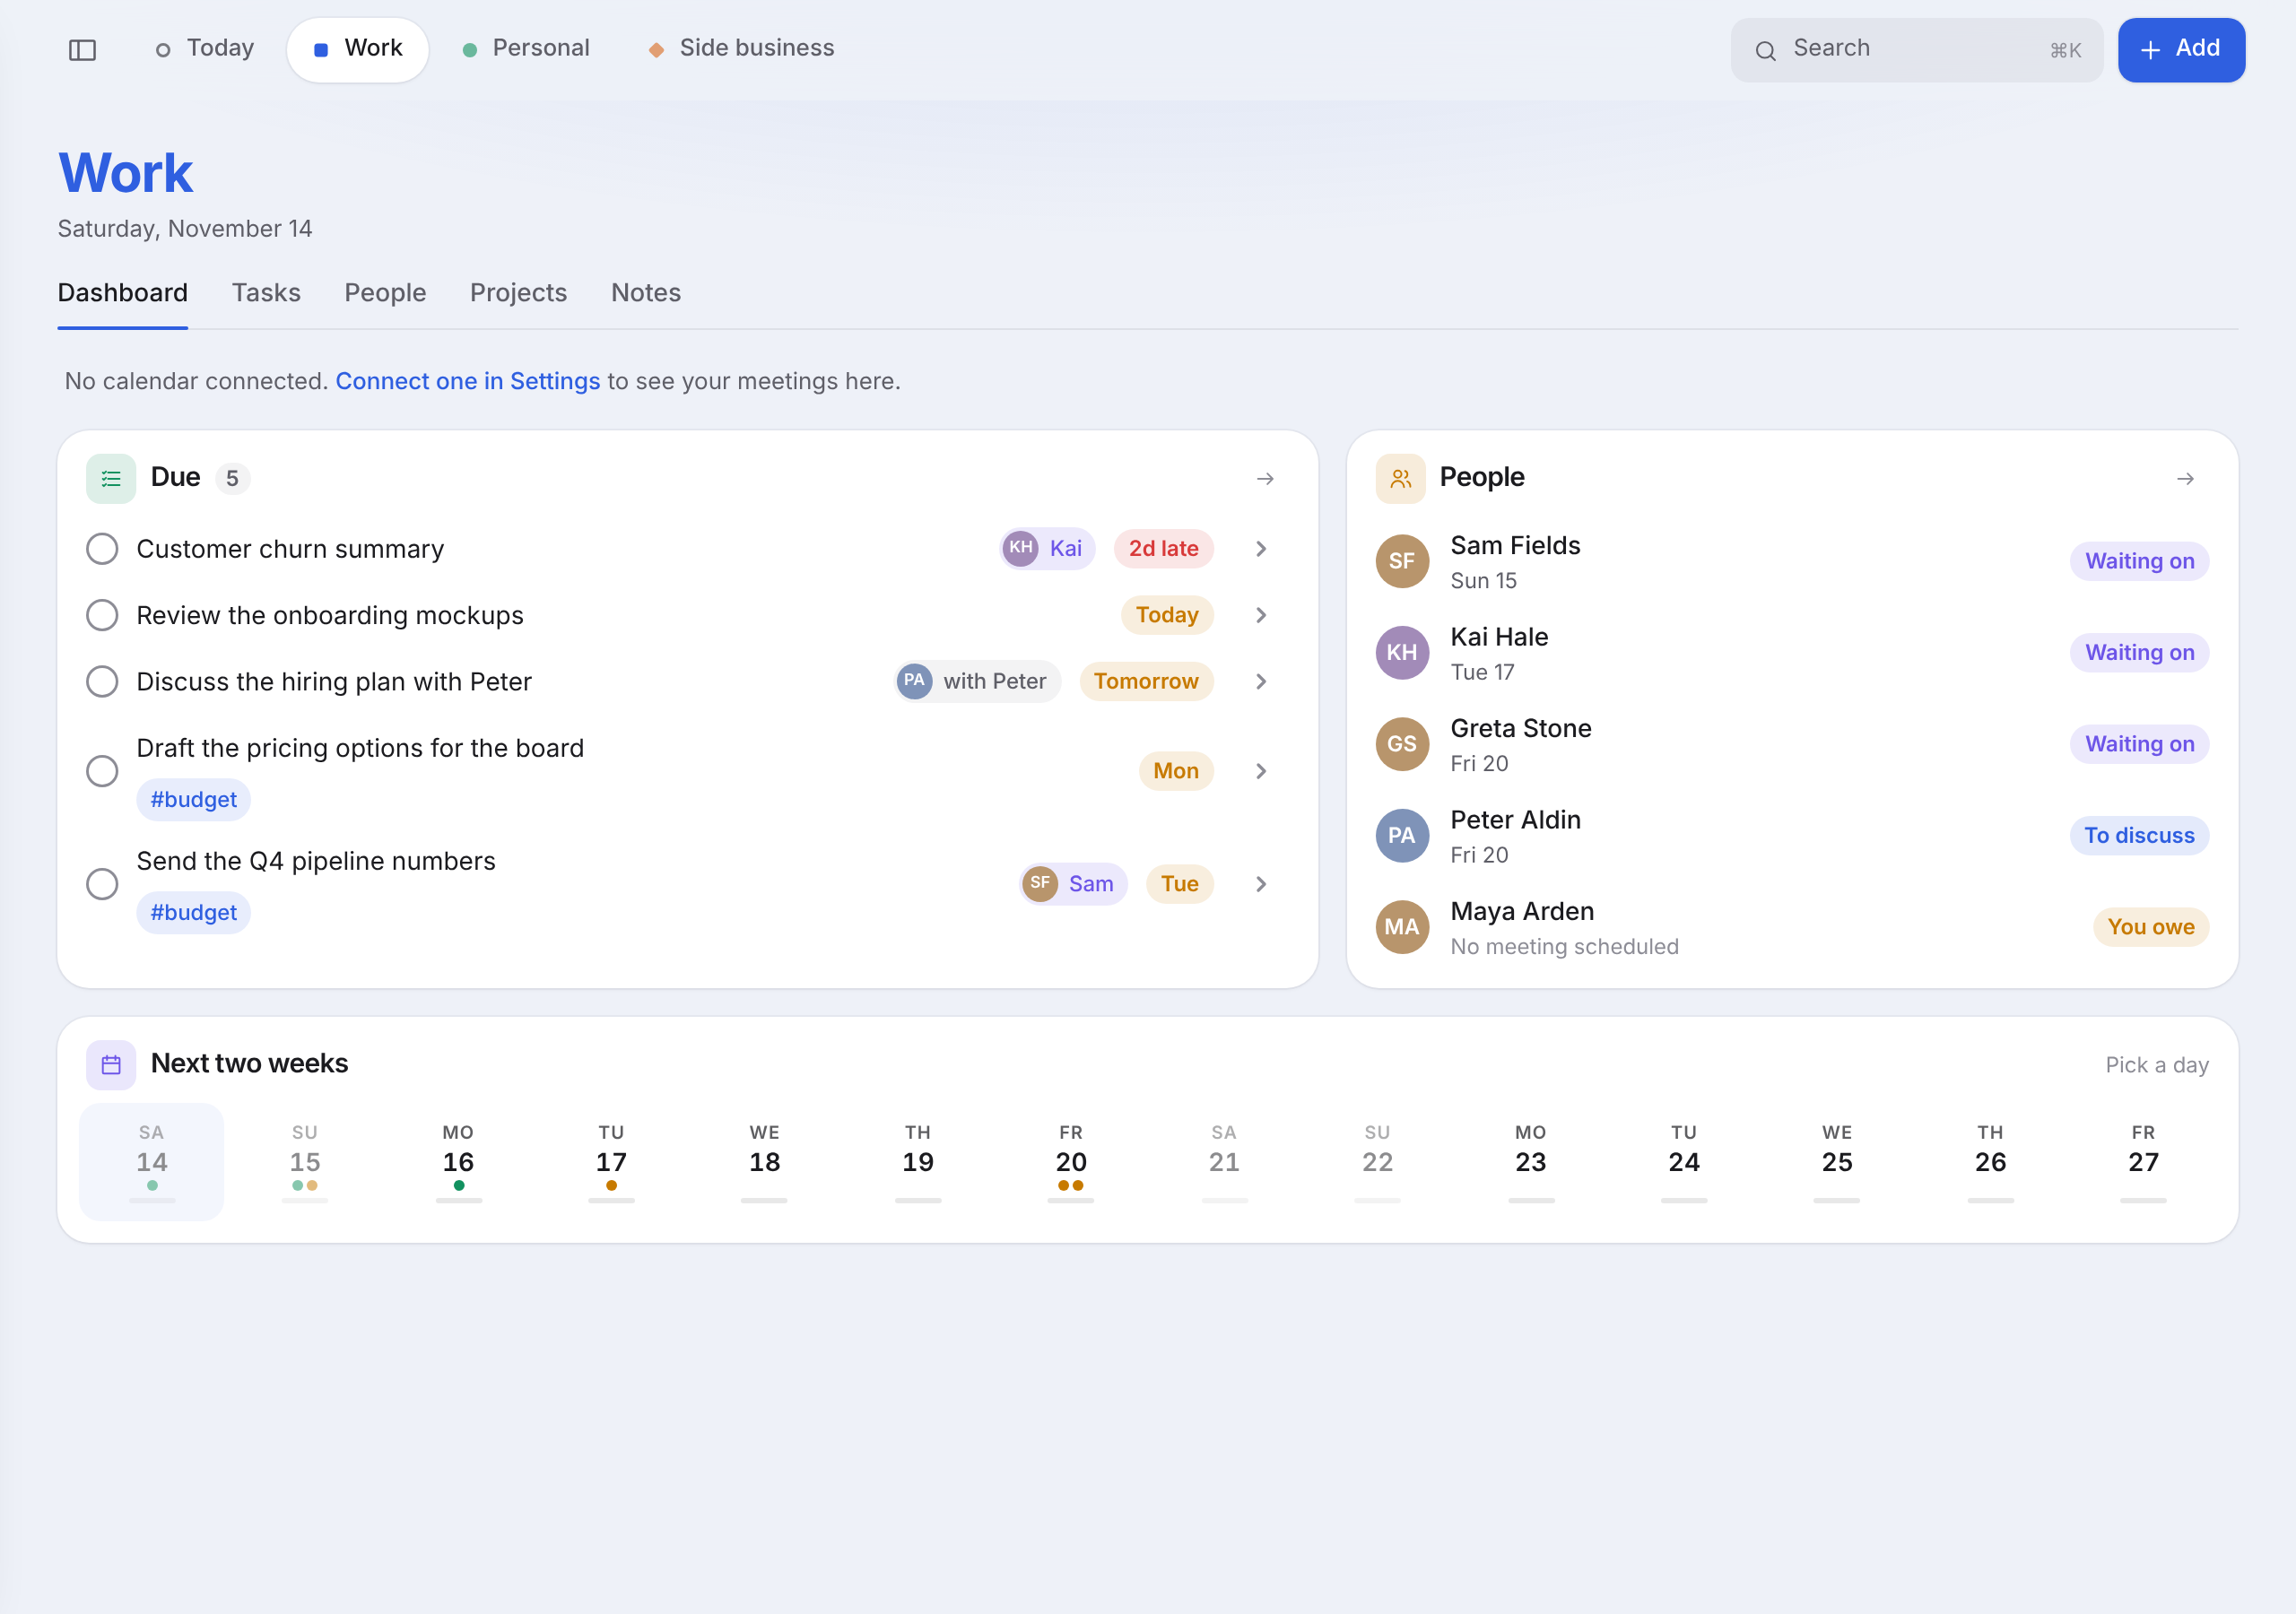 Today
Work
Personal
Side business
Search
⌘K
Add
Work
Saturday, November 14
Dashboard
Tasks
People
Projects
Notes
No calendar connected. Connect one in Settings to see your meetings here.
Due 5
Customer churn summary
KH Kai
2d late
Review the onboarding mockups
Today
Discuss the hiring plan with Peter
PA with Peter
Tomorrow
Draft the pricing options for the board
#budget
Mon
Send the Q4 pipeline numbers
#budget
SF Sam
Tue
People
SF
Sam Fields
Sun 15
Waiting on
KH
Kai Hale
Tue 17
Waiting on
GS
Greta Stone
Fri 20
Waiting on
PA
Peter Aldin
Fri 20
To discuss
MA
Maya Arden
No meeting scheduled
You owe
Next two weeks
Pick a day
SA SU MO TU WE TH FR SA SU MO TU WE TH FR
14 15 16 17 18 19 20 21 22 23 24 25 26 27